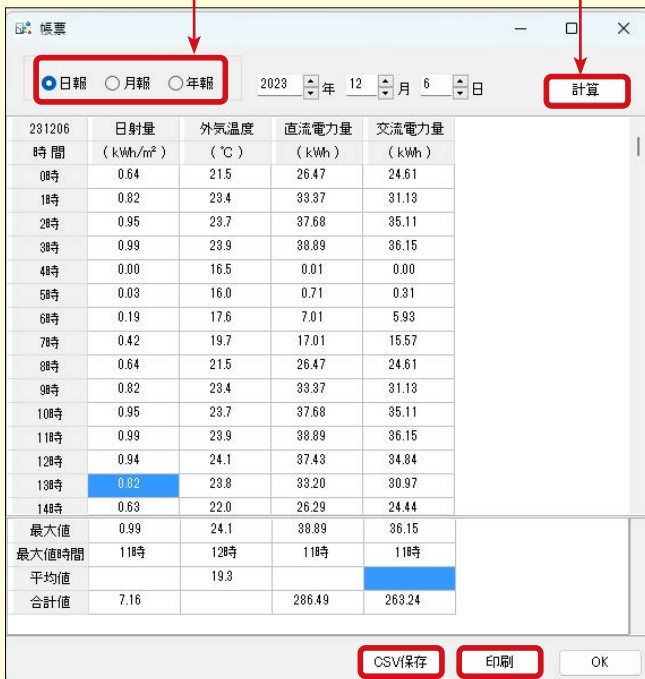 帳票
日報 月報 年報 2023 年 12 月 6 日 計算
231206 日射量 外気温度 直流電力量 交流電力量
時間 (kWh/m²) (℃) (kWh) (kWh)
0時 0.64 21.5 26.47 24.61
1時 0.82 23.4 33.37 31.13
2時 0.95 23.7 37.68 35.11
3時 0.99 23.9 38.89 36.15
4時 0.00 16.5 0.01 0.00
5時 0.03 16.0 0.71 0.31
6時 0.19 17.6 7.01 5.93
7時 0.42 19.7 17.01 15.57
8時 0.64 21.5 26.47 24.61
9時 0.82 23.4 33.37 31.13
10時 0.95 23.7 37.68 35.11
11時 0.99 23.9 38.89 36.15
12時 0.94 24.1 37.43 34.84
13時 0.82 23.8 33.20 30.97
14時 0.63 22.0 26.29 24.44
最大値 0.99 24.1 38.89 36.15
最大値時間 11時 12時 11時 11時
平均値 19.3
合計値 7.16 286.49 263.24
CSV保存 印刷 OK